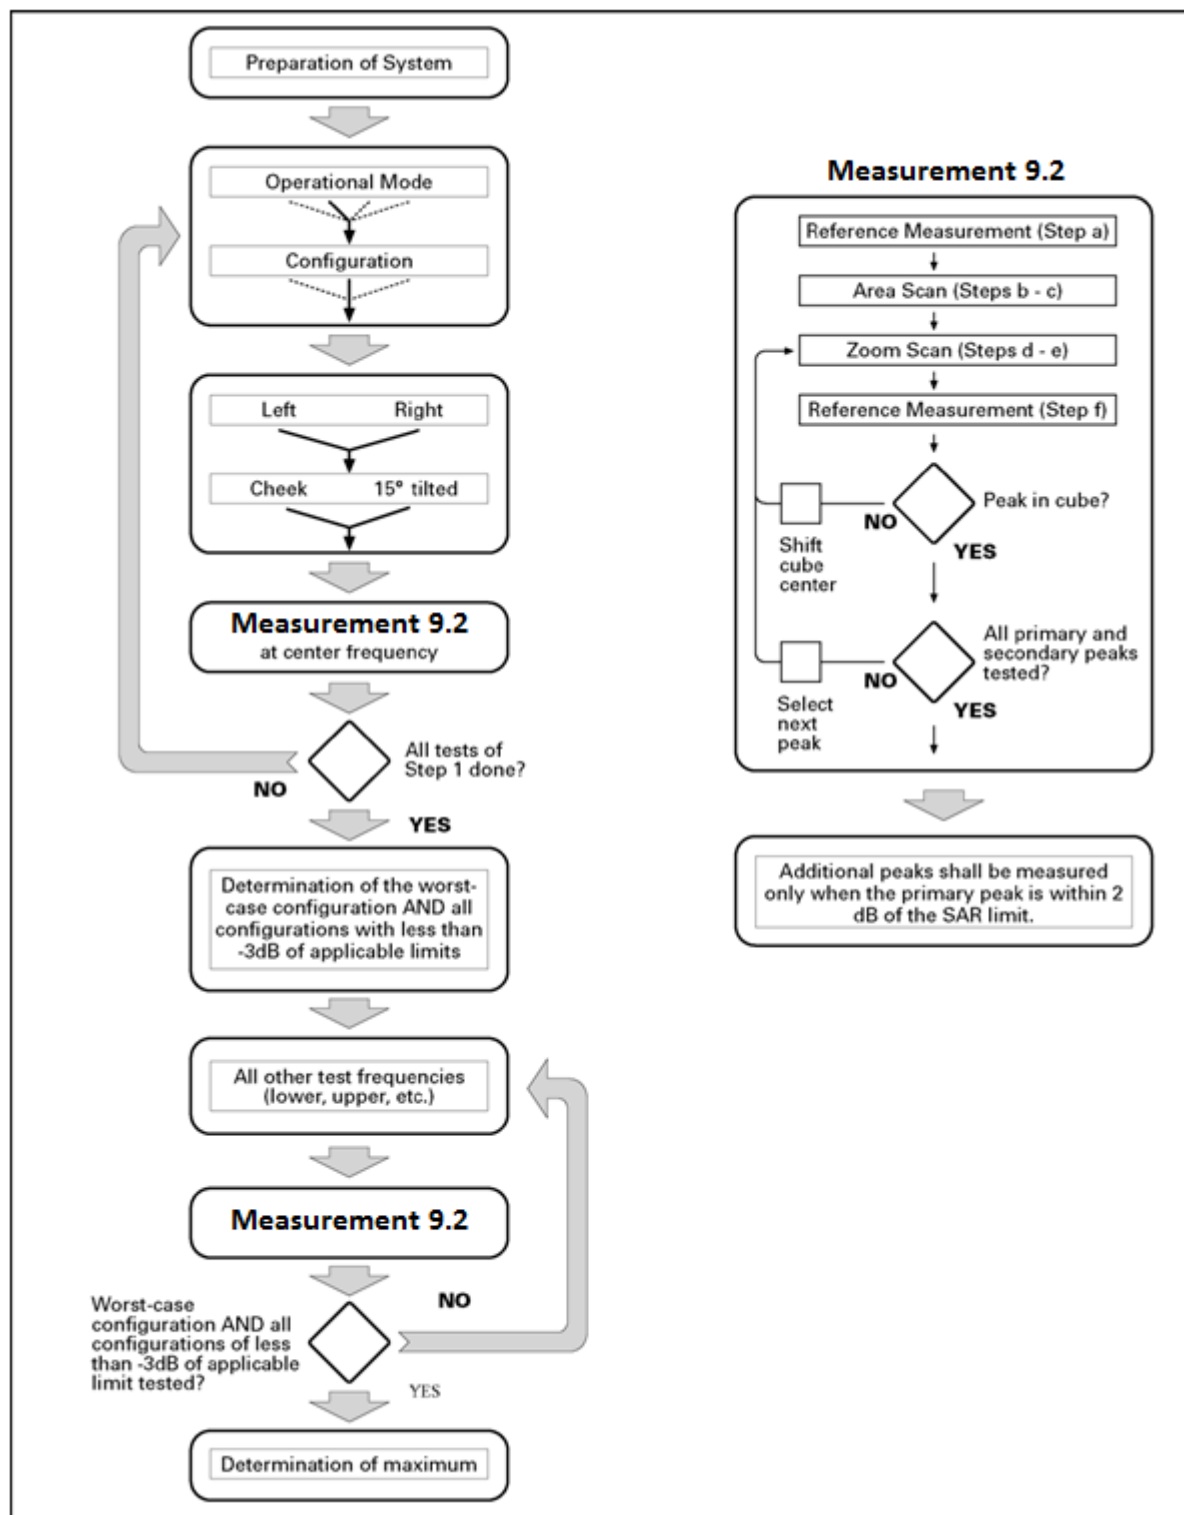 Preparation of System
Operational Mode
Configuration
Left Right
Cheek 15° tilted
Measurement 9.2
at center frequency
All tests of
Step 1 done?
NO
YES
Determination of the worst-
case configuration AND all
configurations with less than
-3dB of applicable limits
All other test frequencies
(lower, upper, etc.)
Measurement 9.2
NO
Worst-case
configuration AND all
configurations of less
than -3dB of applicable
limit tested?
YES
Determination of maximum
Measurement 9.2
Reference Measurement (Step a)
Area Scan (Steps b - c)
Zoom Scan (Steps d - e)
Reference Measurement (Step f)
Peak in cube?
NO
YES
Shift
cube
center
All primary and
secondary peaks
tested?
NO
YES
Select
next
peak
Additional peaks shall be measured
only when the primary peak is within 2
dB of the SAR limit.